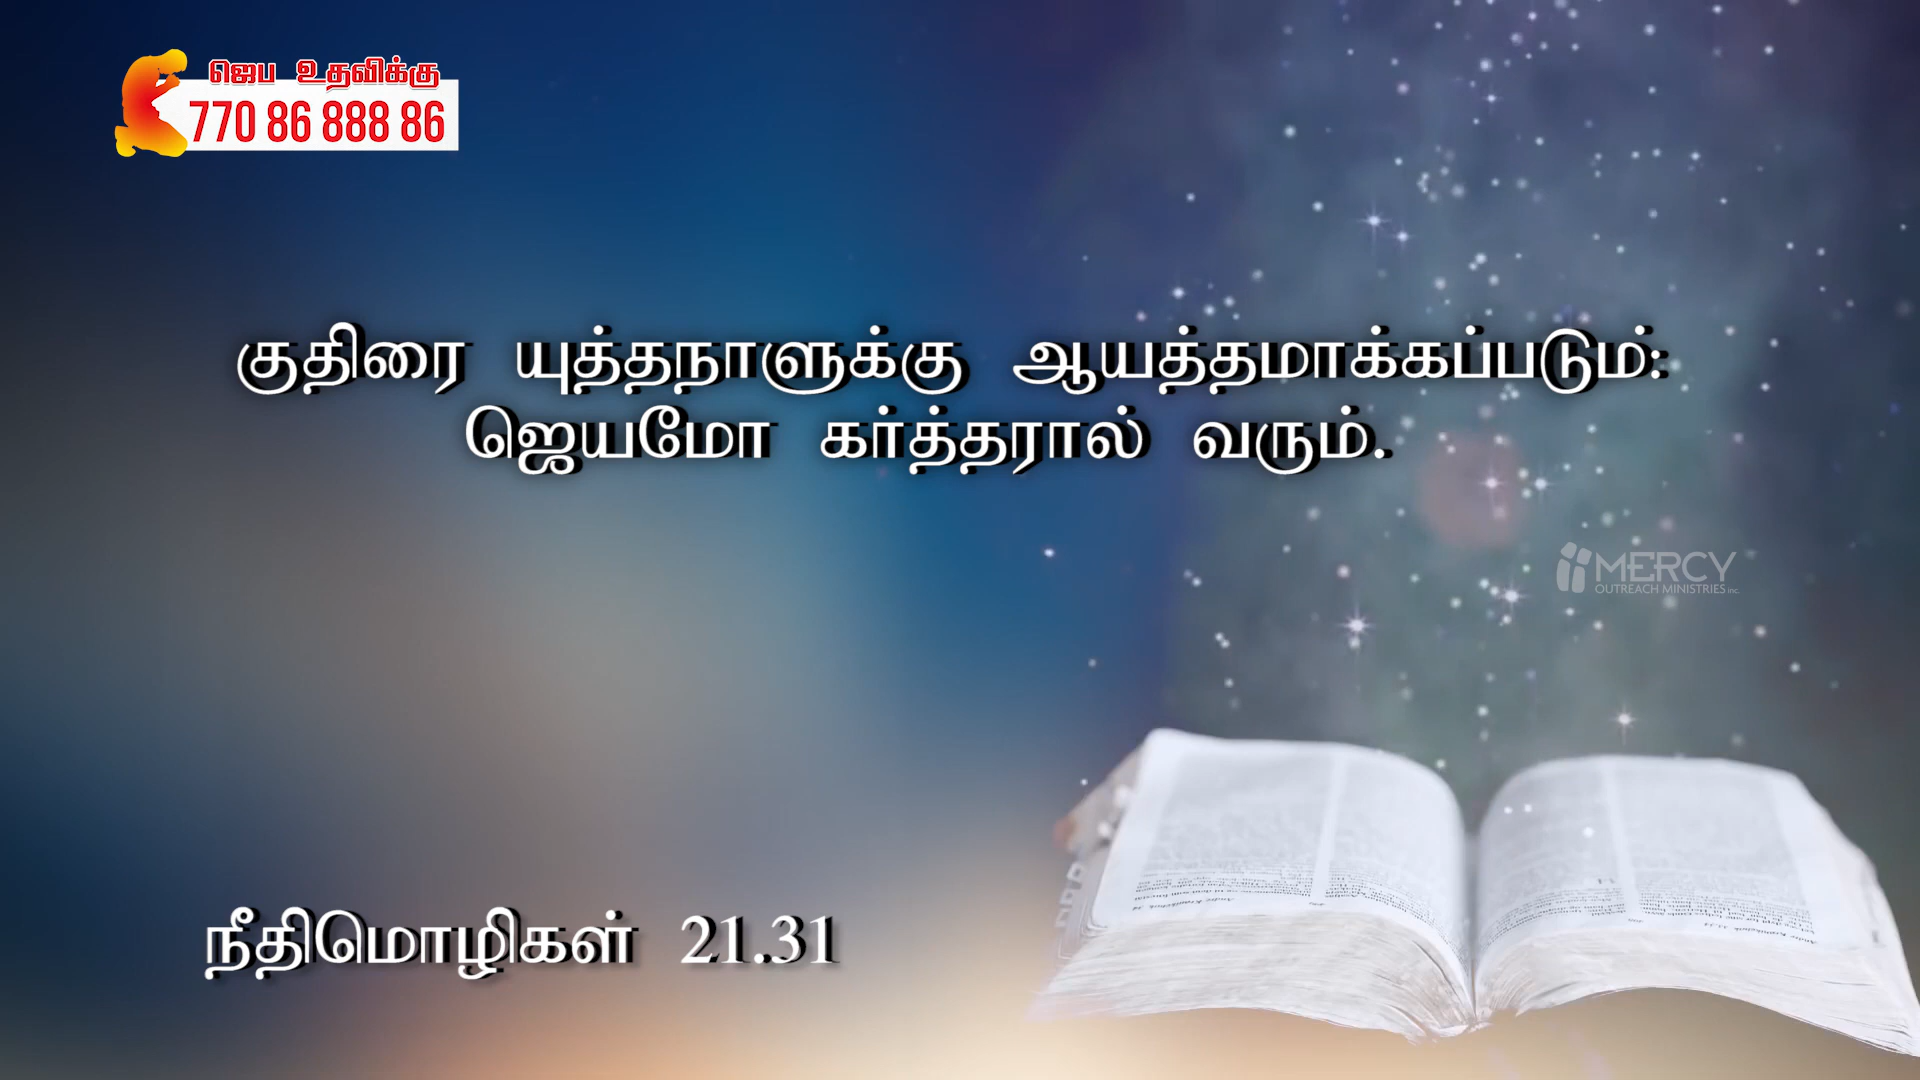 ஜெப உதவிக்கு
770 86 888 86
குதிரை யுத்தநாளுக்கு ஆயத்தமாக்கப்படும்:
ஜெயமோ கர்த்தரால் வரும்.
MERCY
OUTREACH MINISTRIES inc.
நீதிமொழிகள் 21.31